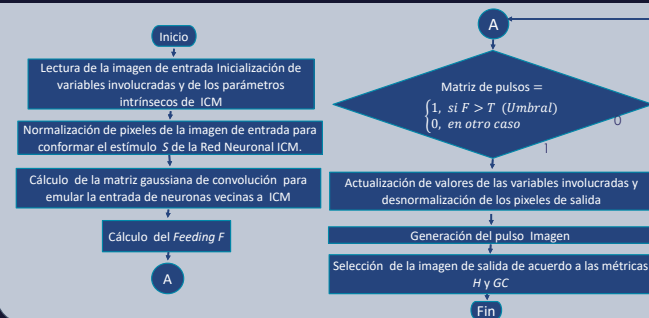 Inicio
Lectura de la imagen de entrada Inicialización de
variables involucradas y de los parámetros
intrínsecos de ICM
Normalización de pixeles de la imagen de entrada para
conformar el estímulo S de la Red Neuronal ICM.
Cálculo de la matriz gaussiana de convolución para
emular la entrada de neuronas vecinas a ICM
Cálculo del Feeding F
A
A
Matriz de pulsos =
{1, si F > T (Umbral)
{0, en otro caso
0
1
Actualización de valores de las variables involucradas y
desnormalización de los pixeles de salida
Generación del pulso Imagen
Selección de la imagen de salida de acuerdo a las métricas
H y GC
Fin